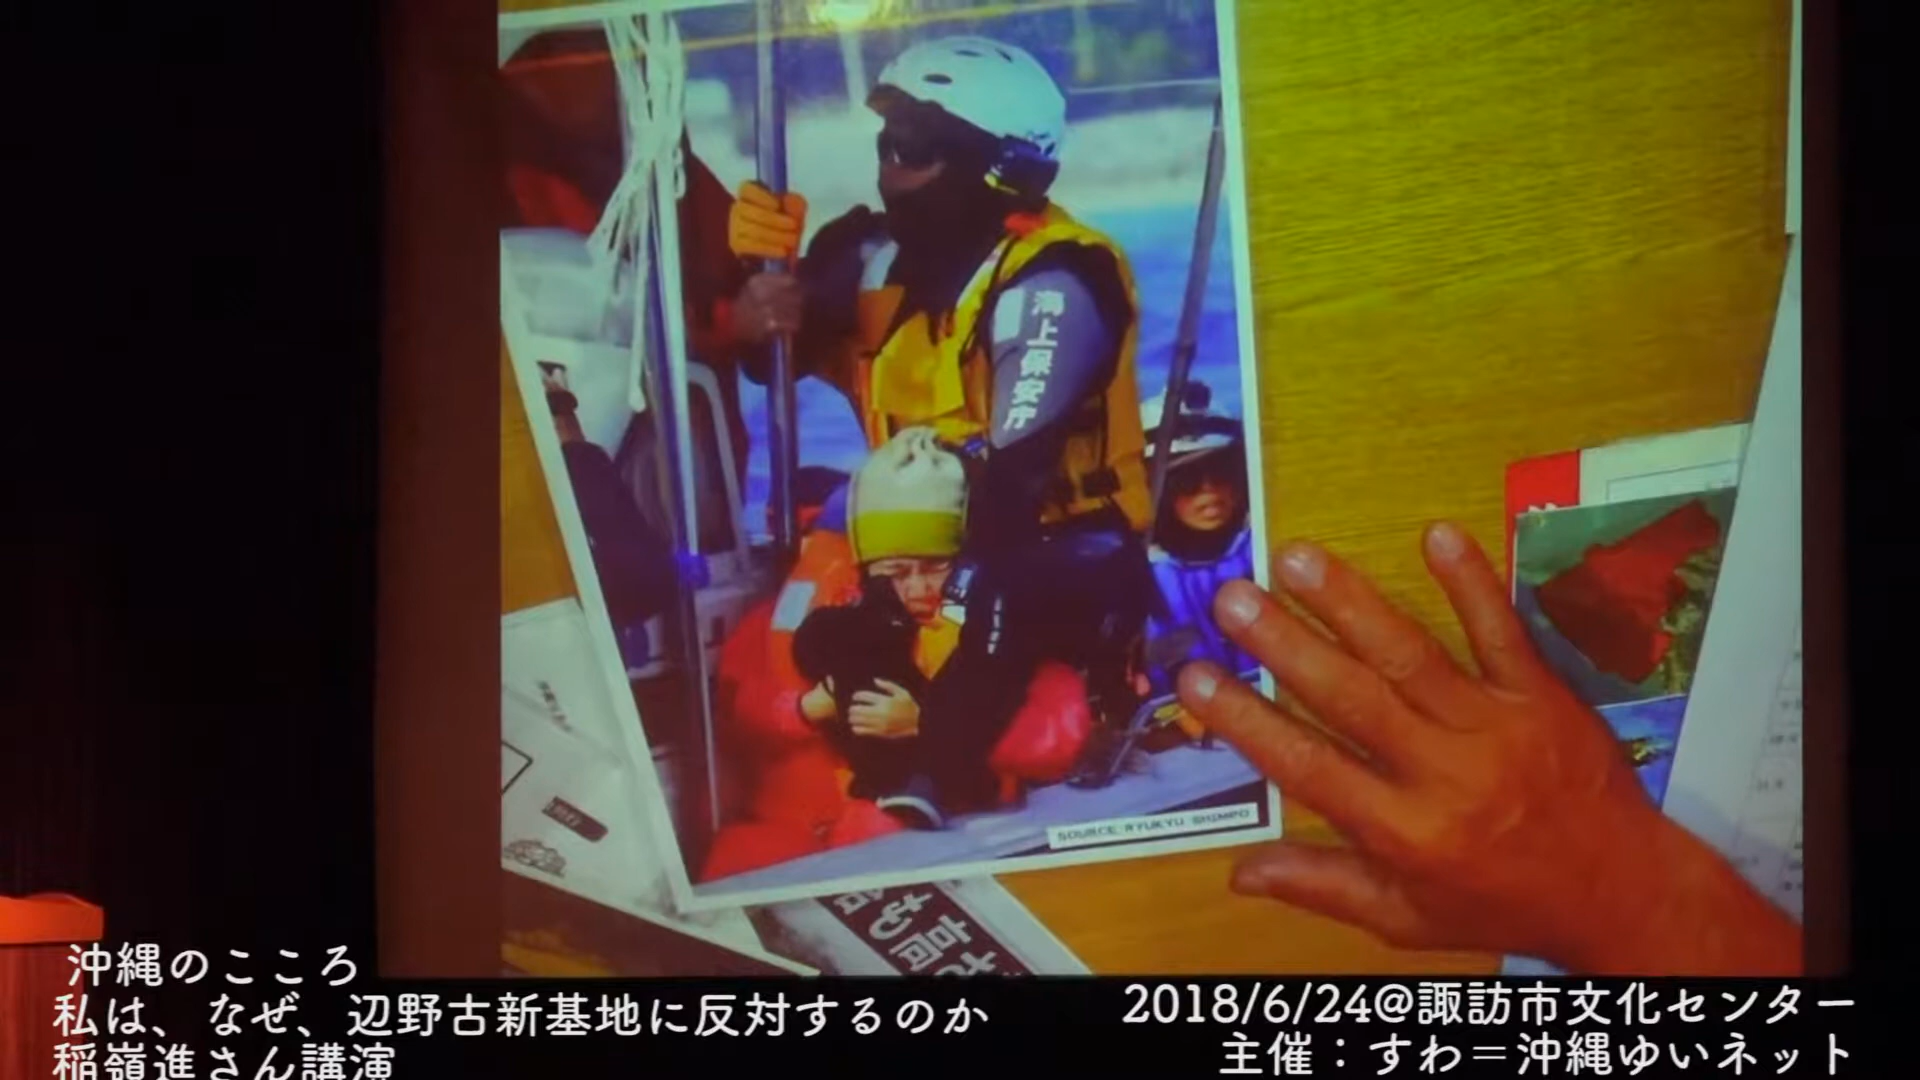 海上保安庁
SOURCE: RYUKYU SHIMPO
沖縄のこころ
私は、なぜ、辺野古新基地に反対するのか
稲嶺進さん講演
2018/6/24@諏訪市文化センター
主催：すわ＝沖縄ゆいネット